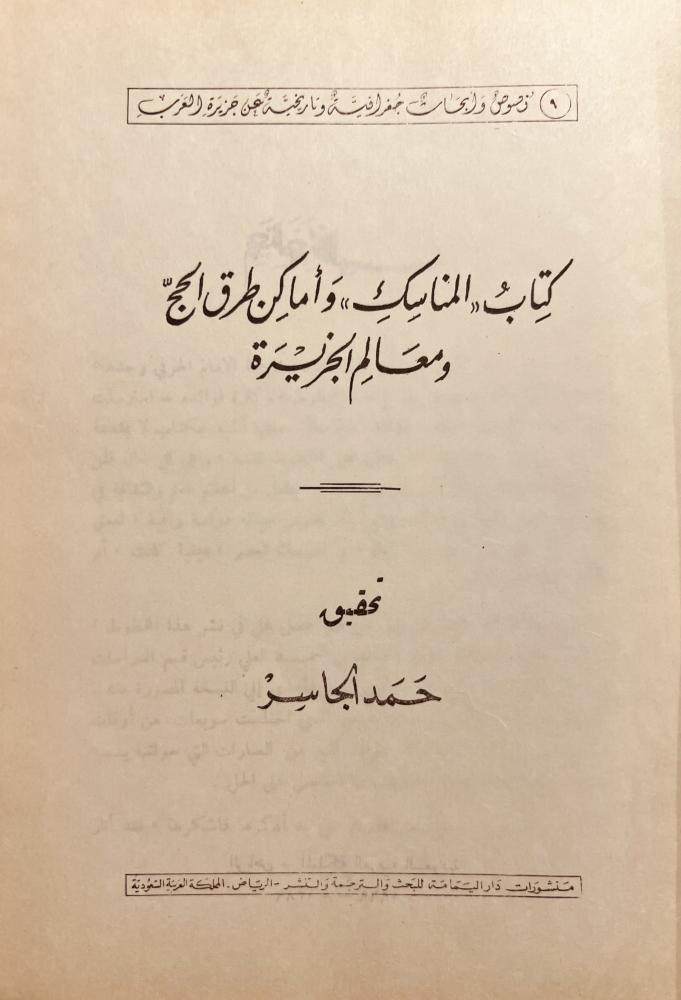 ٩ نصوص وأبحاث جغرافية وتاريخية عن جزيرة العرب
كتاب «المناسك» وأماكن طرق الحج
ومعالم الجزيرة
تحقيق
حمد الجاسر
منشورات دار اليمامة للبحث والترجمة والنشر - الرياض . المملكة العربية السعودية